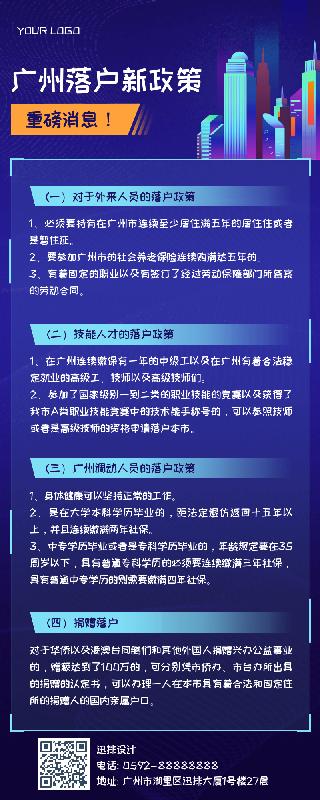 YOUR LOGO
广州落户新政策
重磅消息！
（一）对于外来人员的落户政策
1、必须要持有在广州市连续至少居住满五年的居住住或者
是暂住证。
2、要参加广州市的社会养老保险连续购满达五年的。
3、有着固定的职业以及有签订了经过劳动保障部门所备案
的劳动合同。
（二）技能人才的落户政策
1、在广州连续缴保有一年的中级工以及在广州有着合法稳
定就业的高级工、技师以及高级技师们。
2、参加了国家级别一到二类的职业技能的竞赛以及获得了
我市A类职业技能竞赛中的技术能手称号的，可以参照技师
或者是高级技师的资格申请落户本市。
（三）广州调动人员的落户政策
1、身体健康可以坚持正常的工作。
2、是在大学本科学历毕业的，距法定退休返回十五年以
上，并且连续缴满两年社保。
3、中专学历毕业或者是专科学历毕业的，年龄规定要在35
周岁以下，具有普通专科学历的必须要连续缴满三年社保，
具有普通中专学历的则须要缴满四年社保。
（四）捐赠落户
对于华侨以及港澳台同胞们和其他外国人捐赠兴办公益事业
的，赠额达到了100万的，可分别凭市侨办、市台办所出具
的捐赠的认定书，可以办理一人在本市具有着合法和固定住
所的捐赠人的国内亲属户口。
迅排设计
电话：0592-88888888
地址：广州市湖里区迅排大厦1号楼27层